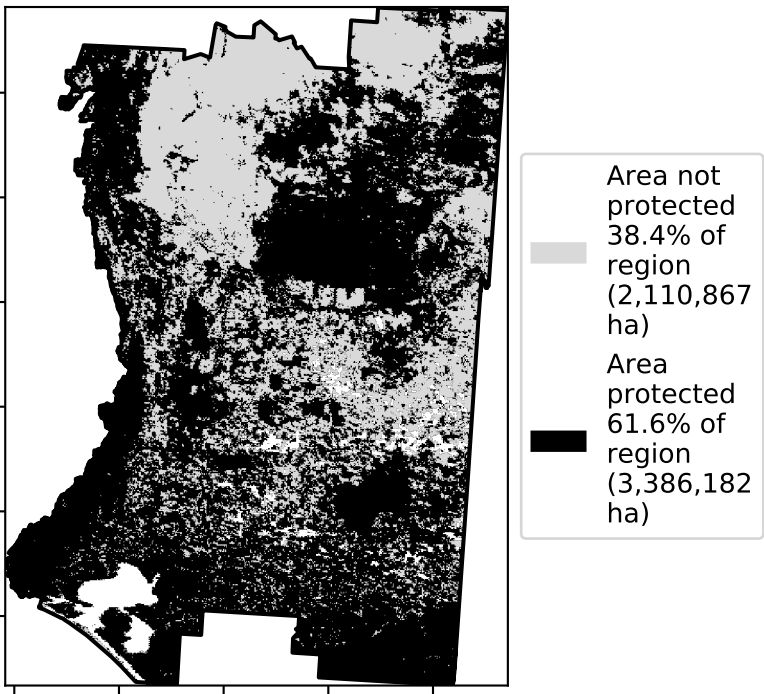 Area not
protected
38.4% of
region
(2,110,867
ha)
Area
protected
61.6% of
region
(3,386,182
ha)